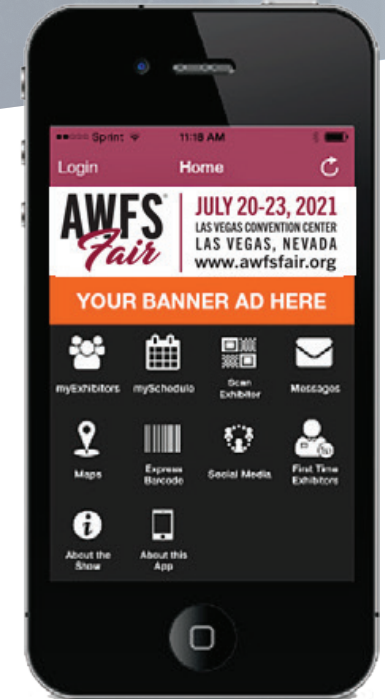 Sprint 11:18 AM
Login Home
AWFS®
Fair
JULY 20-23, 2021
LAS VEGAS CONVENTION CENTER
LAS VEGAS, NEVADA
www.awfsfair.org
YOUR BANNER AD HERE
myExhibitors mySchedule Scan Exhibitor Messages
Maps Express Barcode Social Media First Time Exhibitors
About the Show About this App